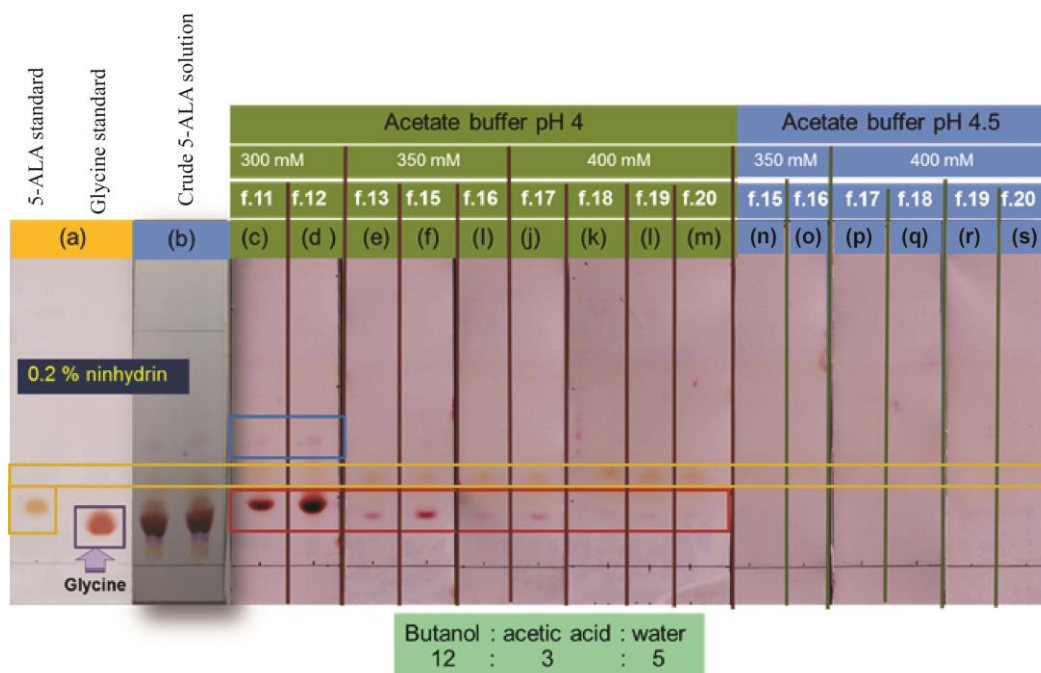 5-ALA standard
Glycine standard
Crude 5-ALA solution
Acetate buffer pH 4
Acetate buffer pH 4.5
300 mM
350 mM
400 mM
350 mM
400 mM
f.11
f.12
f.13
f.15
f.16
f.17
f.18
f.19
f.20
f.15
f.16
f.17
f.18
f.19
f.20
(a)
(b)
(c)
(d )
(e)
(f)
(l)
(j)
(k)
(l)
(m)
(n)
(o)
(p)
(q)
(r)
(s)
0.2 % ninhydrin
Glycine
Butanol : acetic acid : water
12 : 3 : 5